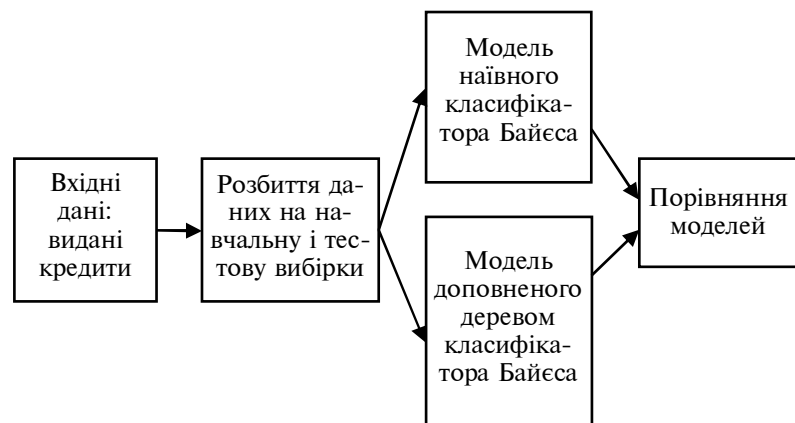 Вхідні
дані:
видані
кредити
Розбиття да-
них на на-
вчальну і тес-
тову вибірки
Модель
наївного
класифіка-
тора Байєса
Модель
доповненого
деревом
класифіка-
тора Байєса
Порівняння
моделей